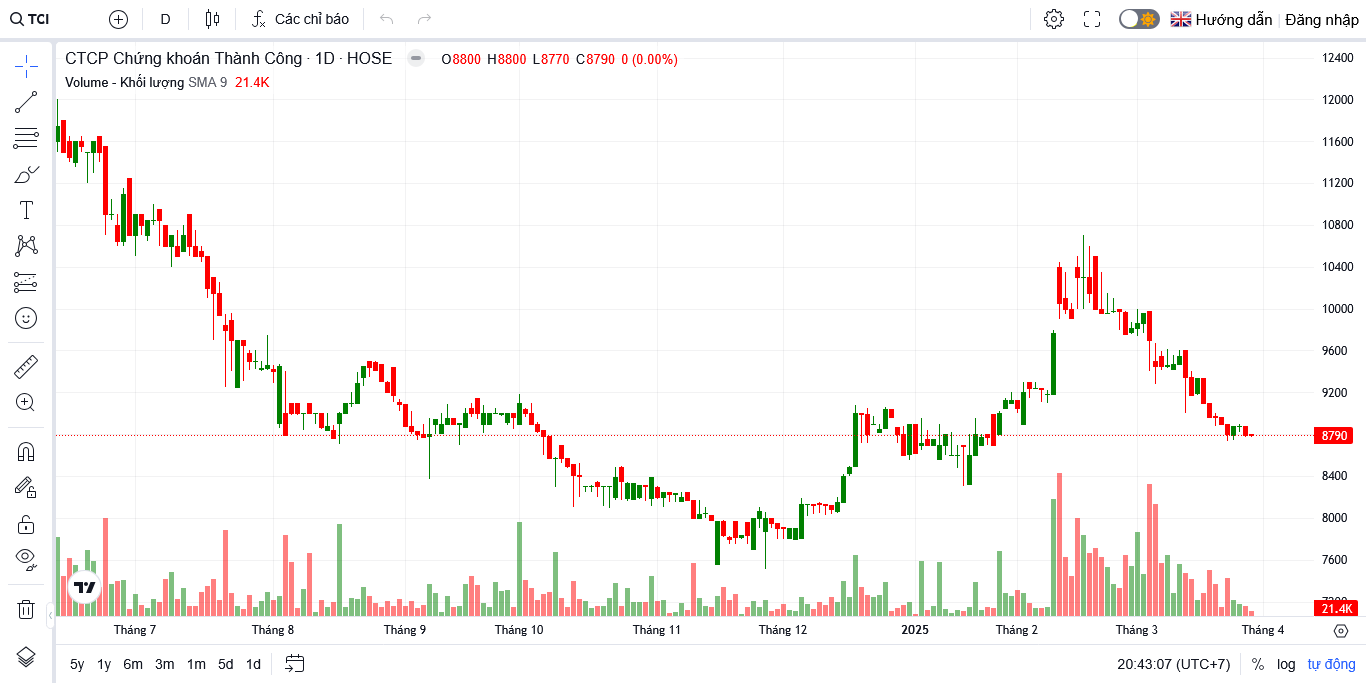 TCI D Các chỉ báo Hướng dẫn Đăng nhập
CTCP Chứng khoán Thành Công · 1D · HOSE O8800 H8800 L8770 C8790 0 (0.00%)
Volume - Khối lượng SMA 9 21.4K
12400
12000
11600
11200
10800
10400
10000
9600
9200
8790
8400
8000
7600
21.4K
Tháng 7 Tháng 8 Tháng 9 Tháng 10 Tháng 11 Tháng 12 2025 Tháng 2 Tháng 3 Tháng 4
5y 1y 6m 3m 1m 5d 1d 20:43:07 (UTC+7) % log tự động